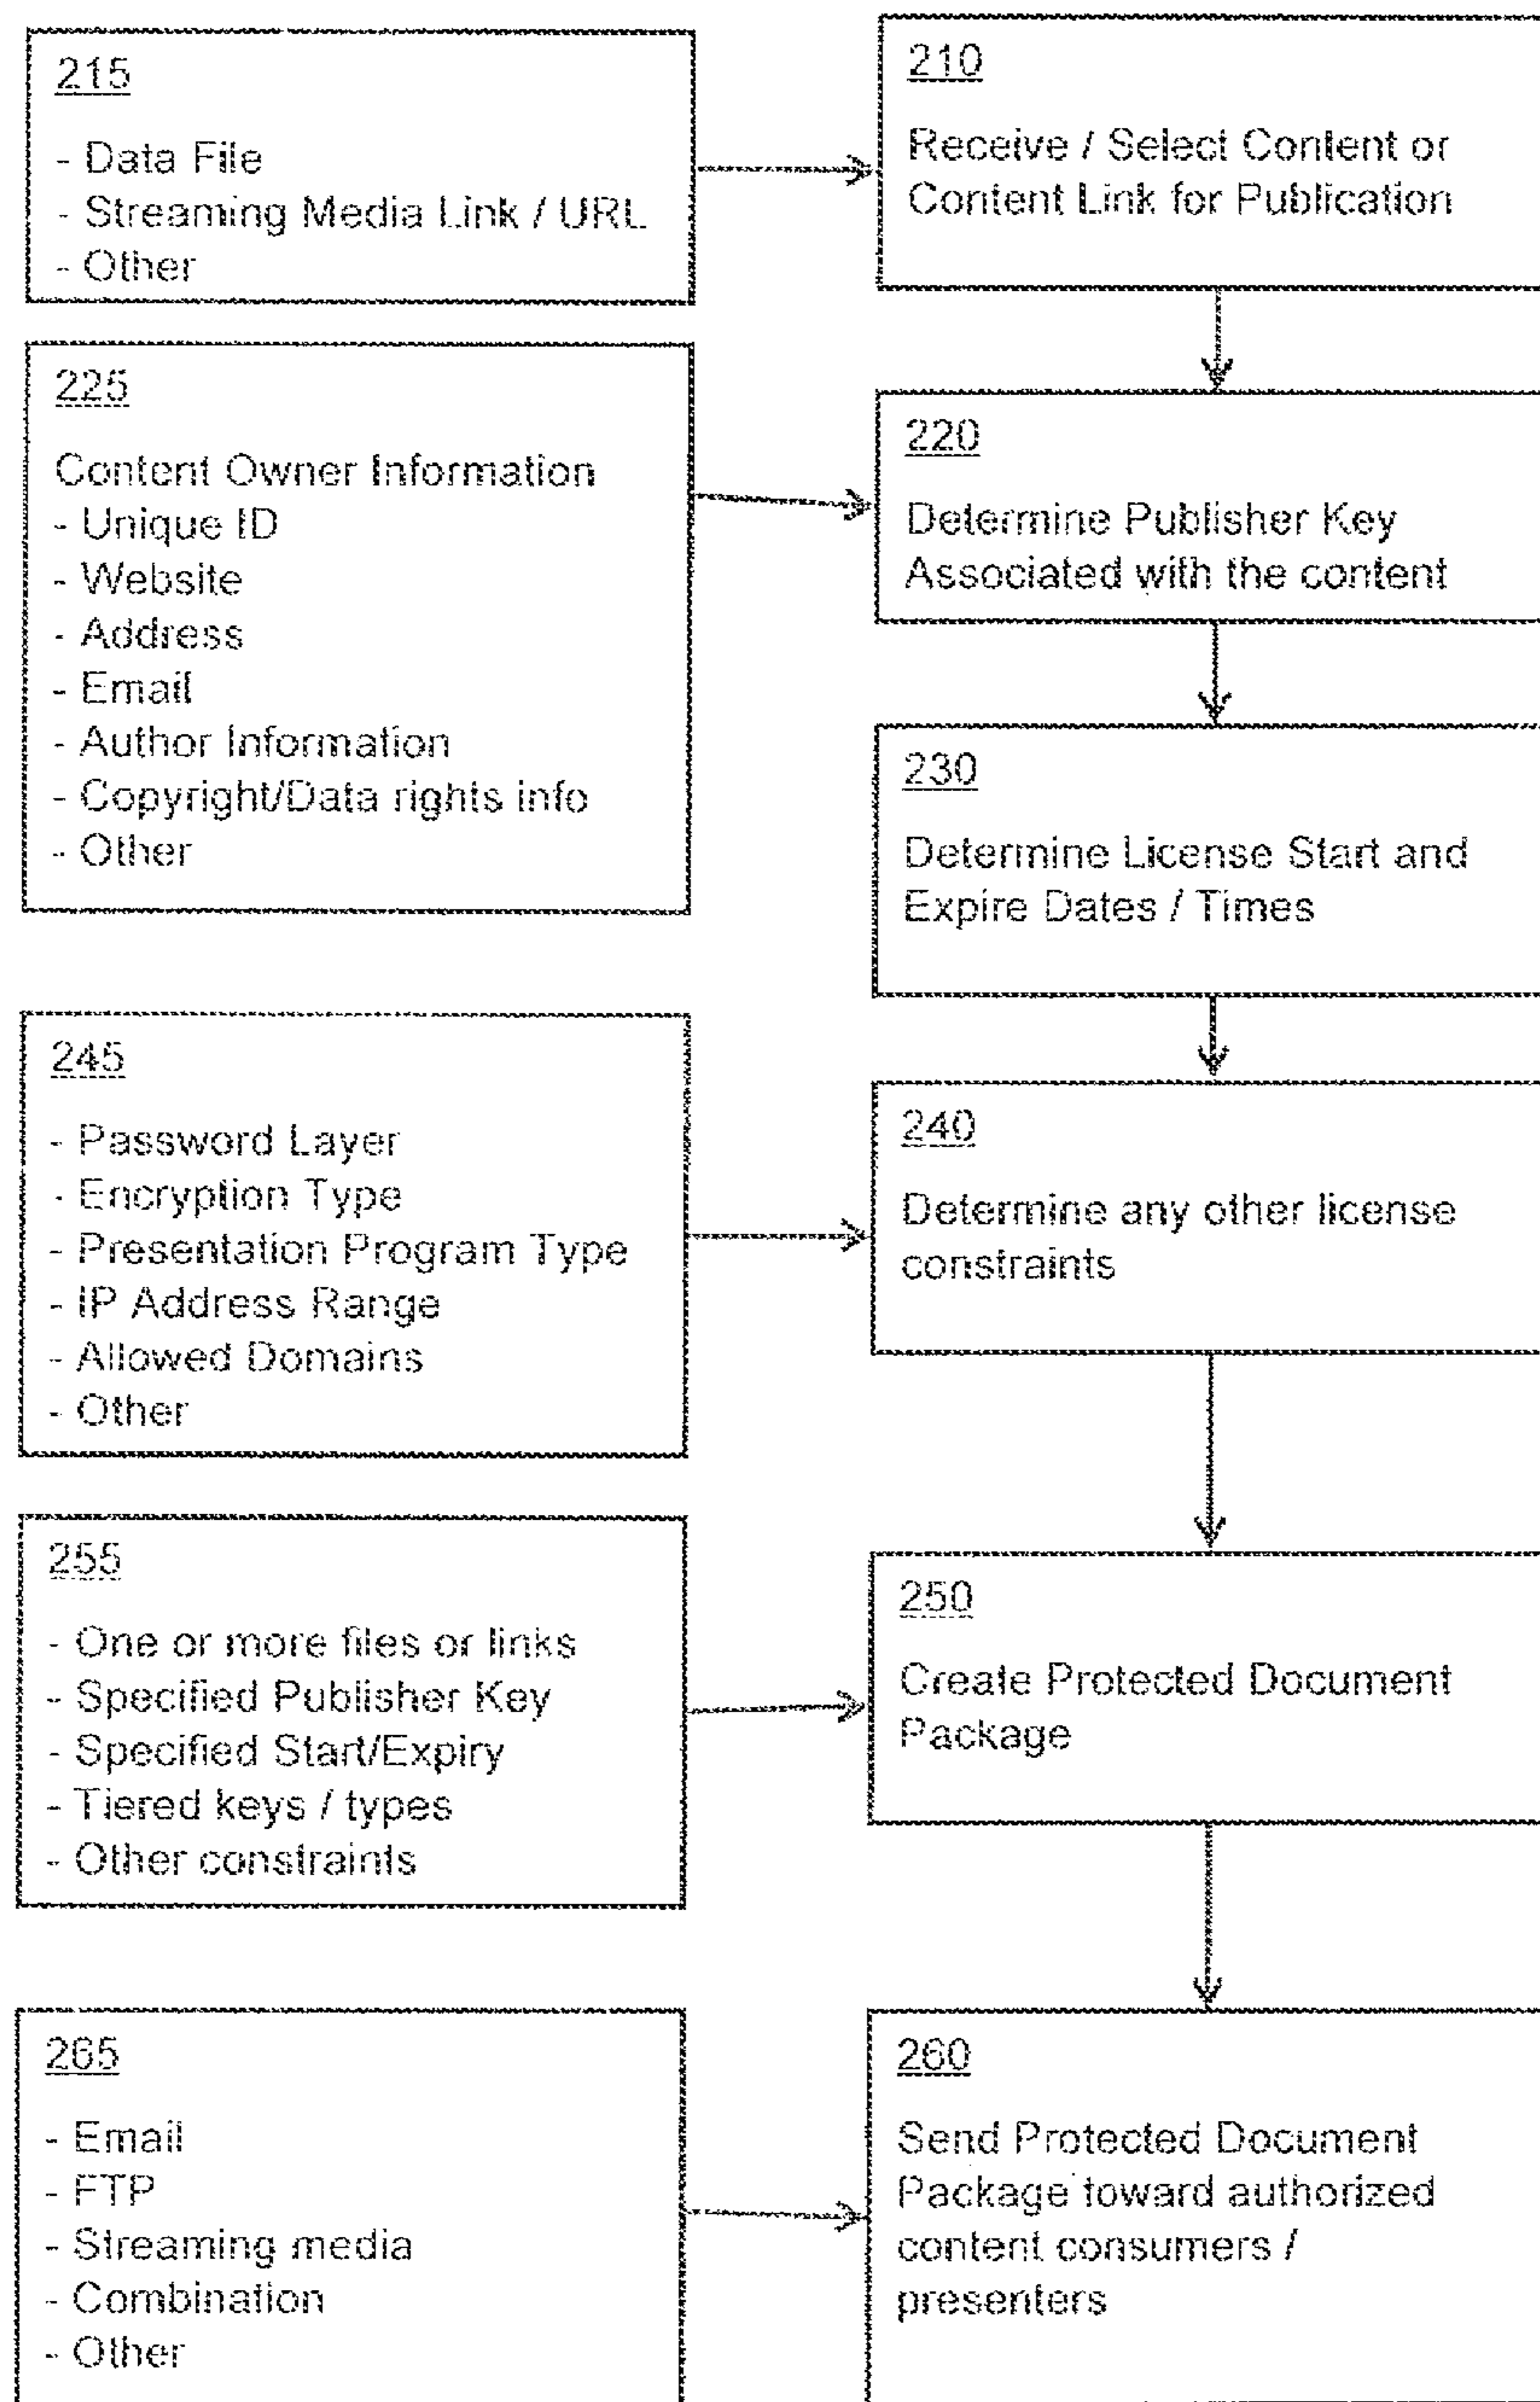 215
- Data File
- Streaming Media Link / URL
- Other
210
Receive / Select Content or
Content Link for Publication
225
Content Owner Information
- Unique ID
- Website
- Address
- Email
- Author Information
- Copyright/Data rights info
- Other
220
Determine Publisher Key
Associated with the content
230
Determine License Start and
Expire Dates / Times
245
- Password Layer
- Encryption Type
- Presentation Program Type
- IP Address Range
- Allowed Domains
- Other
240
Determine any other license
constraints
255
- One or more files or links
- Specified Publisher Key
- Specified Start/Expiry
- Tiered keys / types
- Other constraints
250
Create Protected Document
Package
265
- Email
- FTP
- Streaming media
- Combination
- Other
260
Send Protected Document
Package toward authorized
content consumers /
presenters